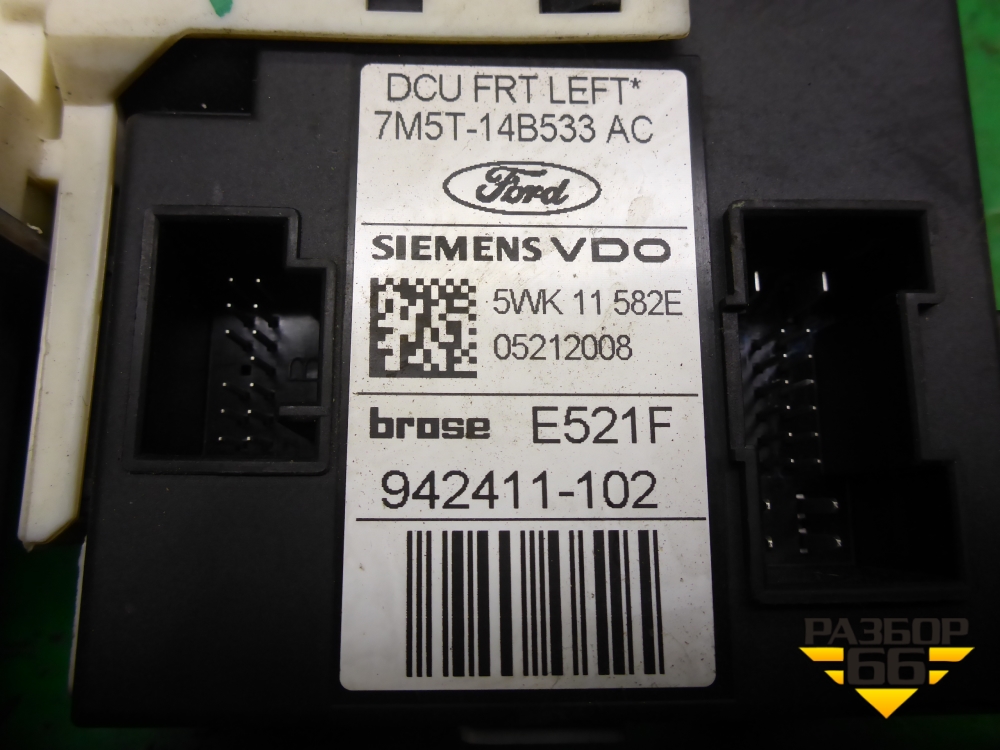 DCU FRT LEFT*
7M5T-14B533 AC
Ford
SIEMENS VDO
5WK 11 582E
05212008
brose E521F
942411-102
РАЗБОР
66